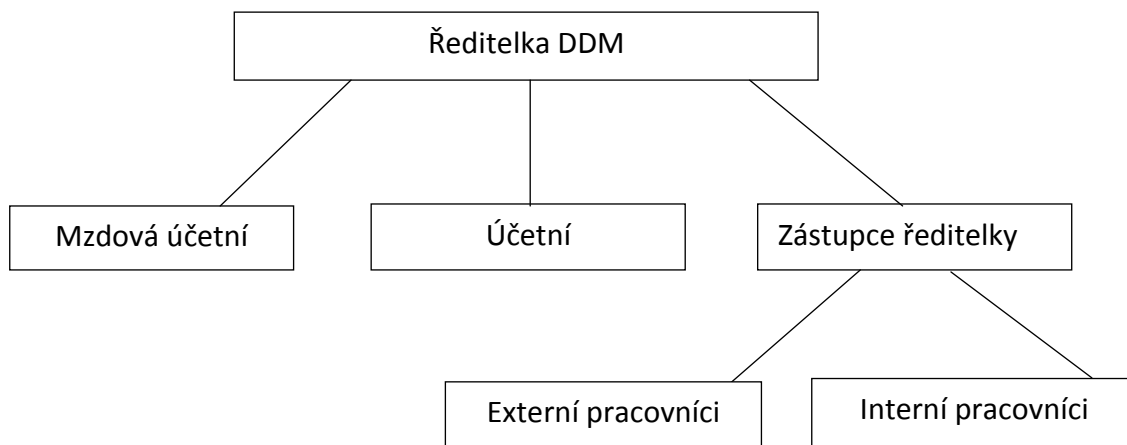 Ředitelka DDM
Mzdová účetní
Účetní
Zástupce ředitelky
Externí pracovníci
Interní pracovníci